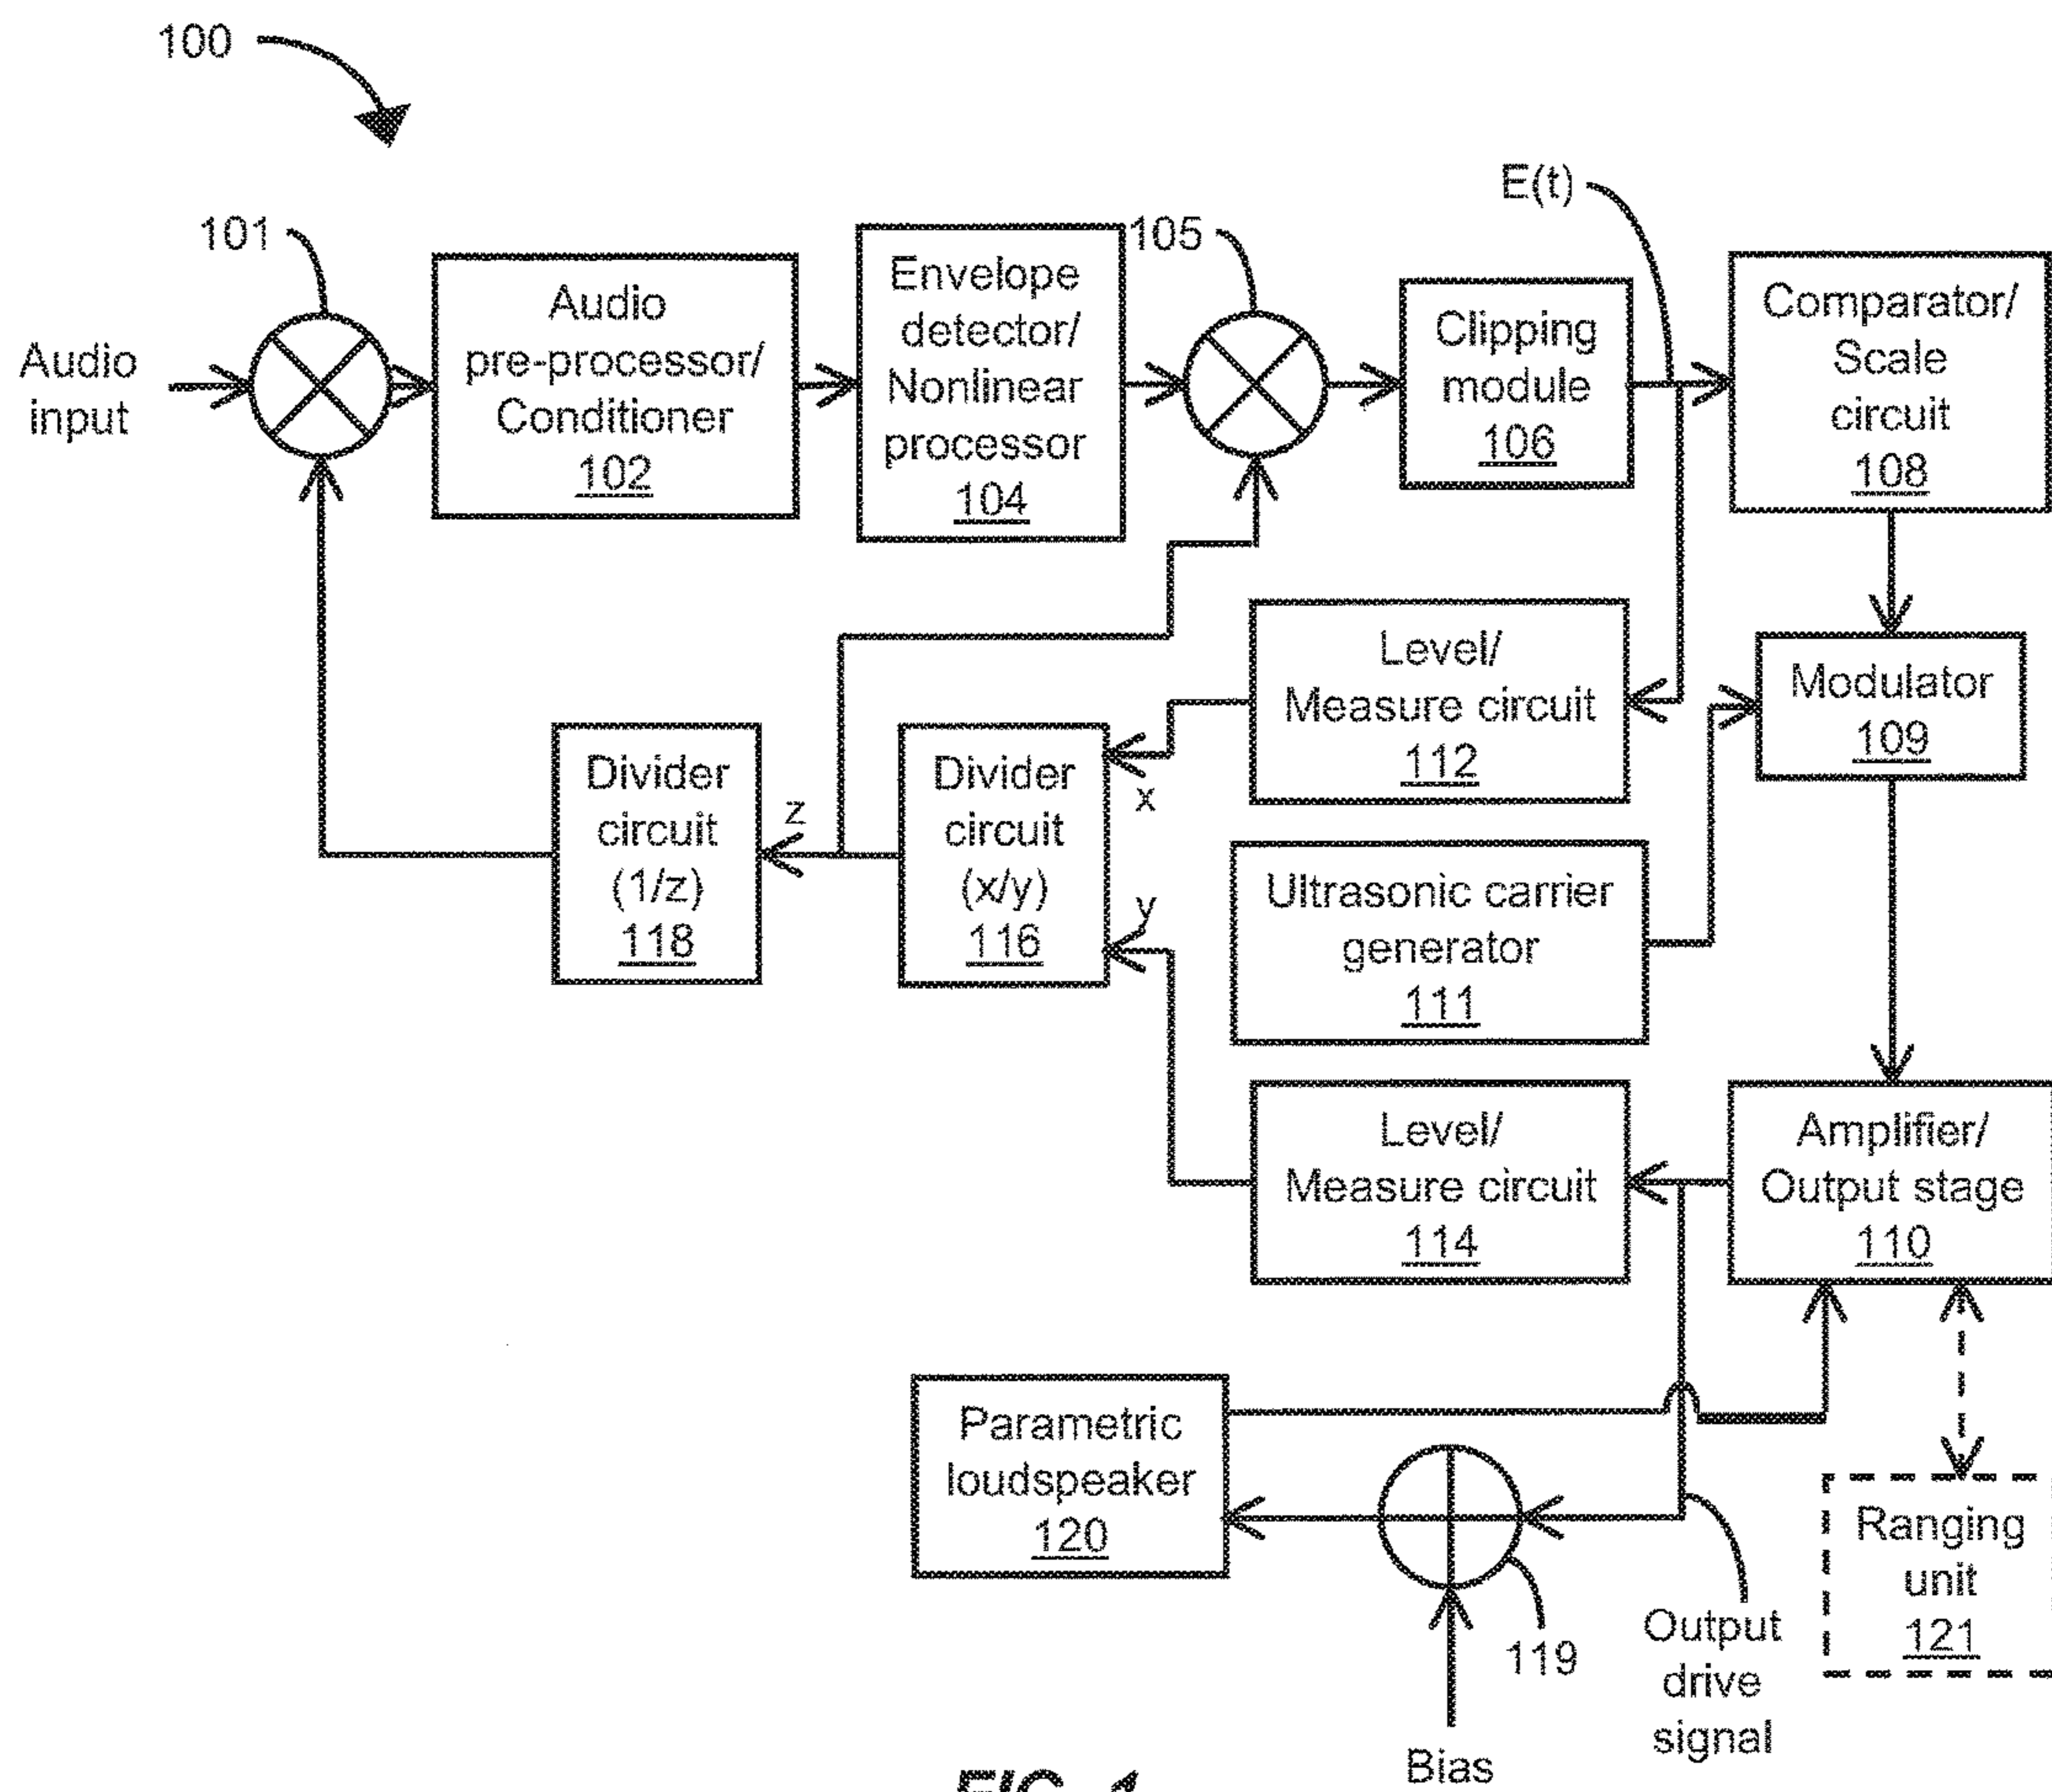 100
E(t)
101
105
Audio
input
Audio
pre-processor/
Conditioner
102
Envelope
detector/
Nonlinear
processor
104
Clipping
module
106
Comparator/
Scale
circuit
108
Level/
Measure circuit
112
Modulator
109
Divider
circuit
(1/z)
118
z
Divider
circuit
(x/y)
116
x
y
Ultrasonic carrier
generator
111
Level/
Measure circuit
114
Amplifier/
Output stage
110
Parametric
loudspeaker
120
Ranging
unit
121
119
Output
drive
signal
Bias
FIG. 1